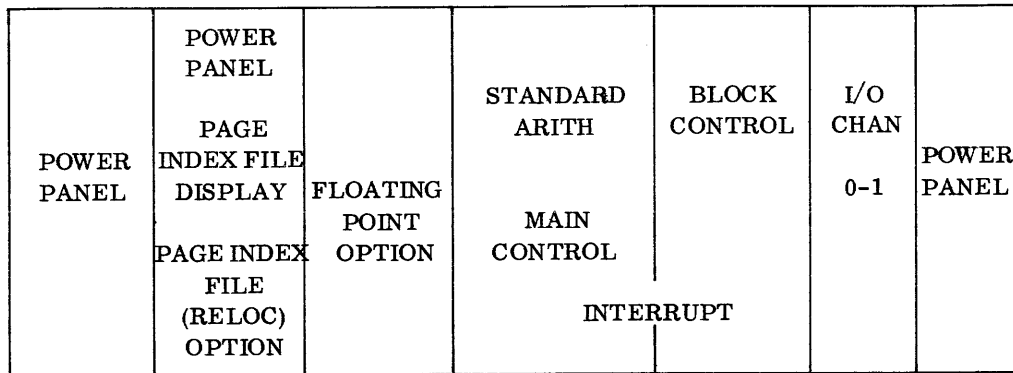 POWER
PANEL
POWER
PANEL
PAGE
INDEX FILE
DISPLAY
PAGE INDEX
FILE
(RELOC)
OPTION
FLOATING
POINT
OPTION
STANDARD
ARITH
MAIN
CONTROL
BLOCK
CONTROL
INTERRUPT
I/O
CHAN
0-1
POWER
PANEL